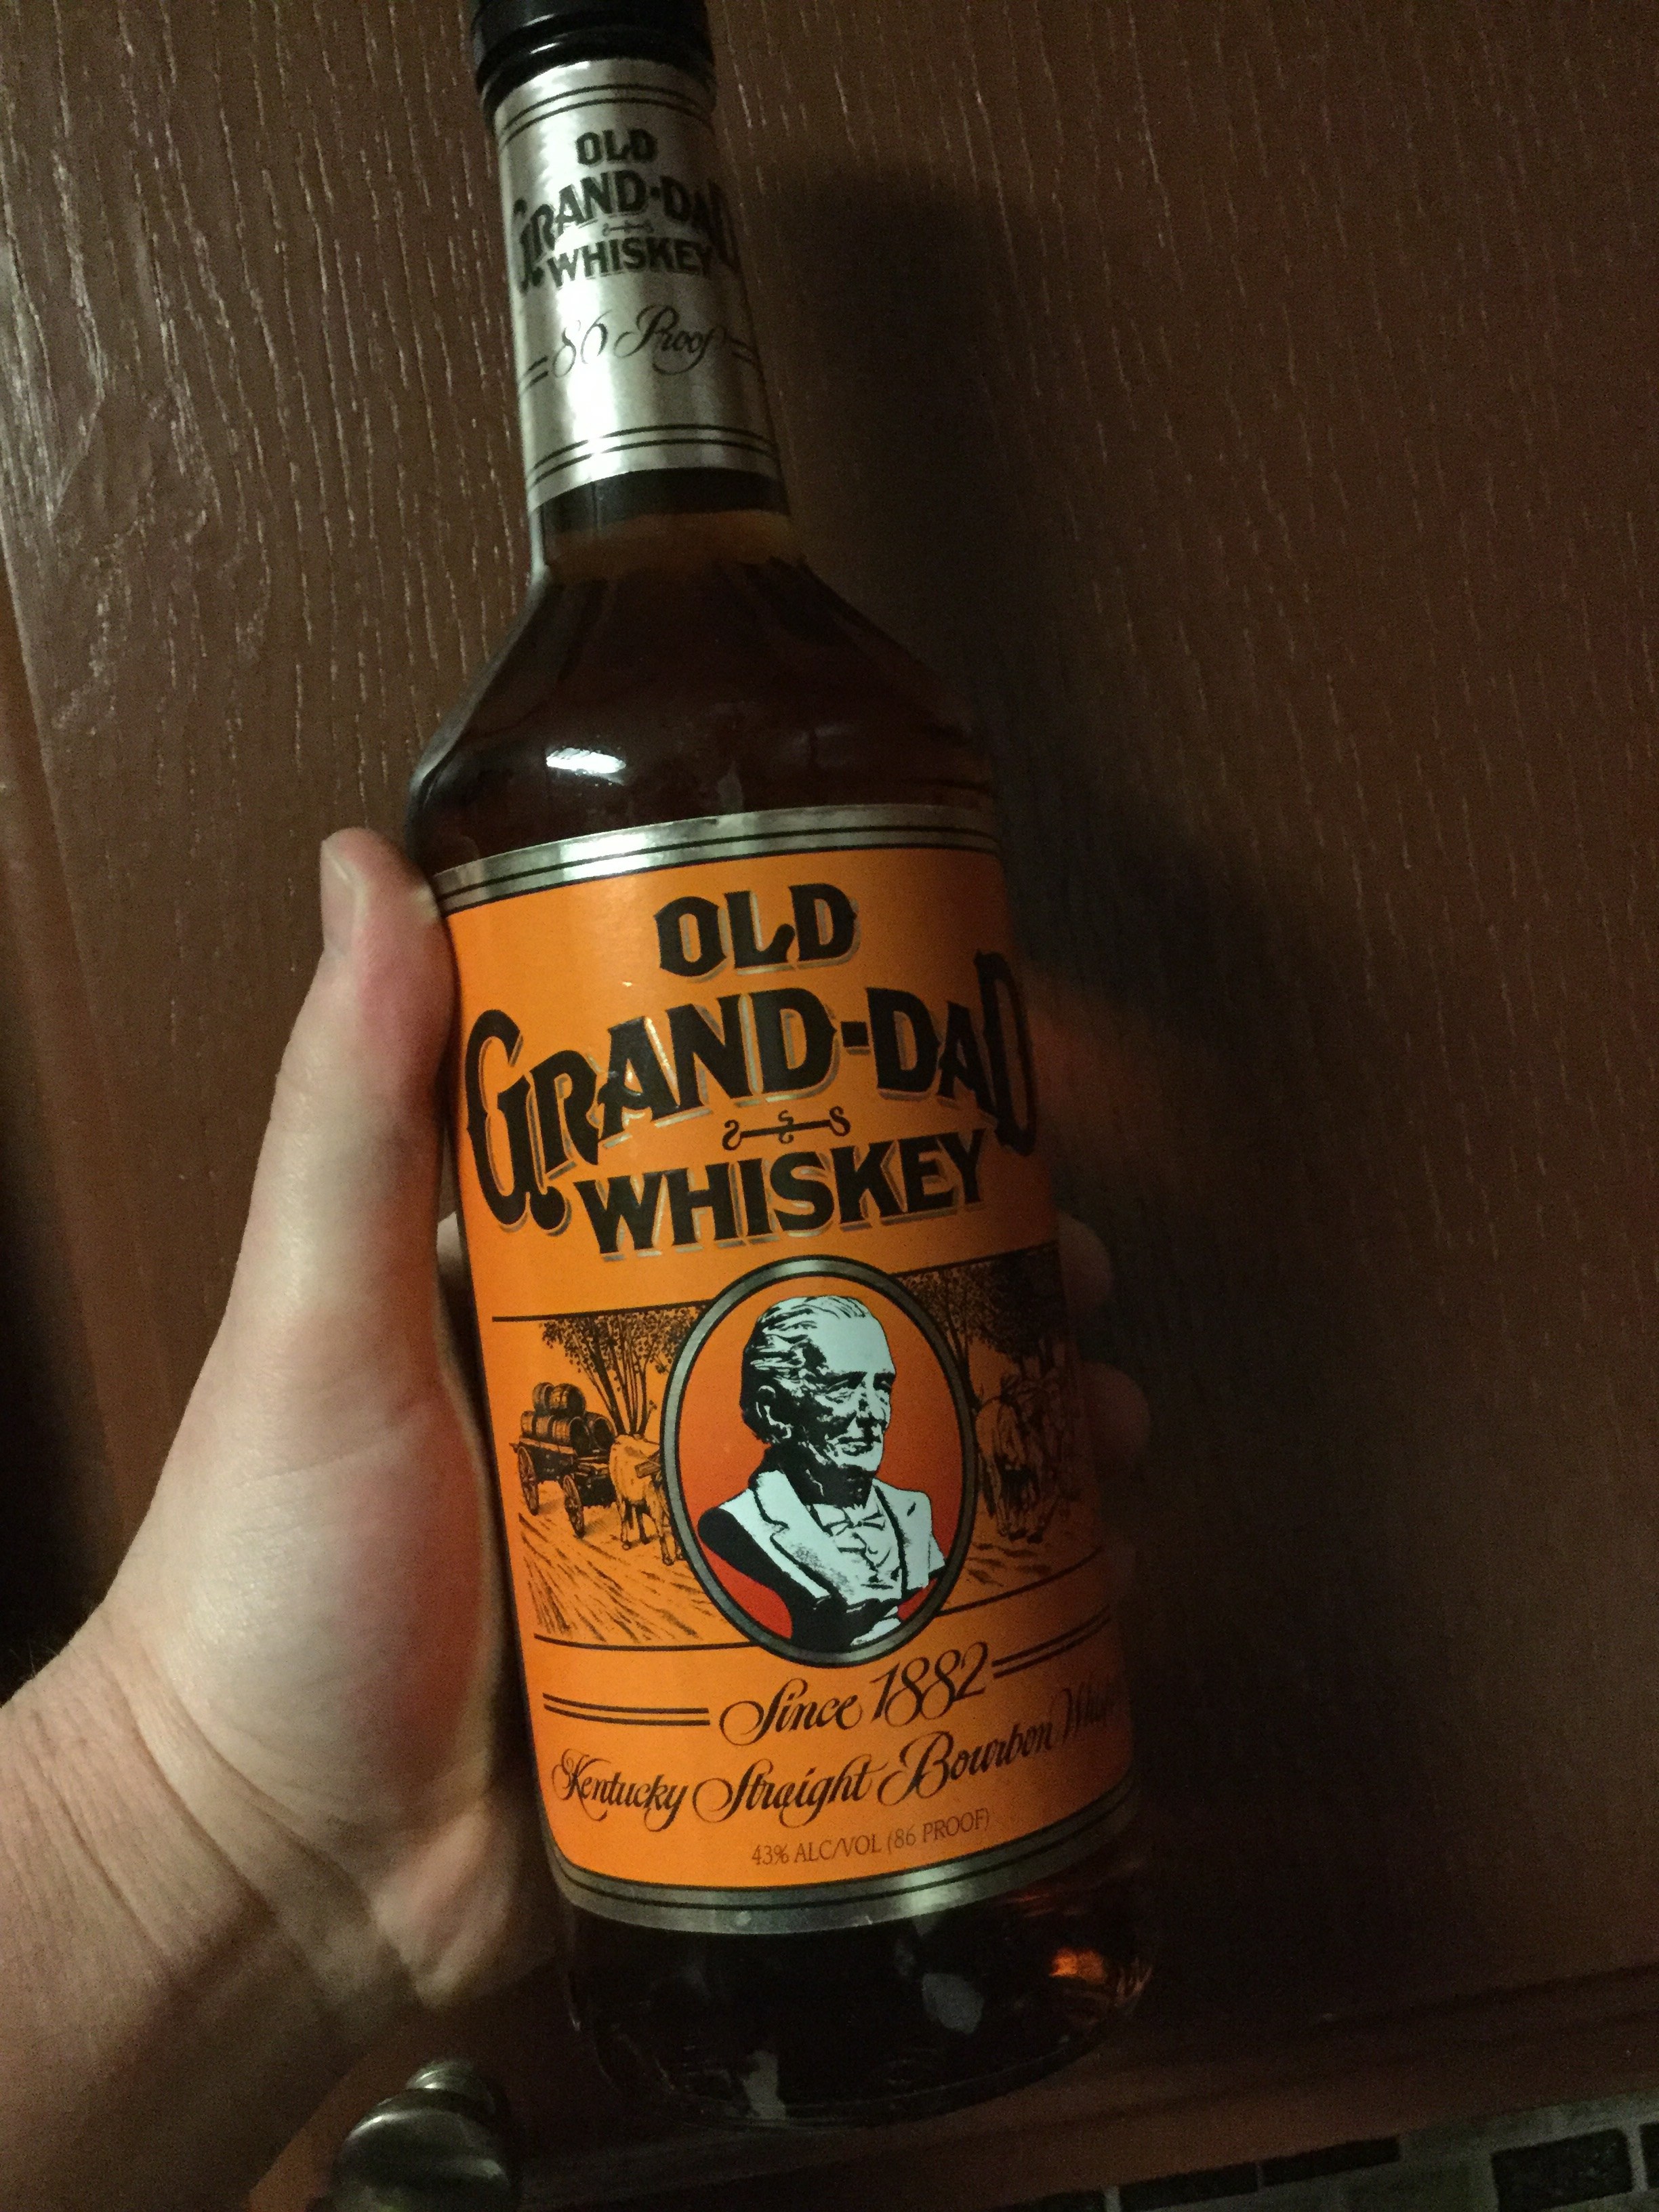 OLD
GRAND-DAD
WHISKEY
86 Proof
OLD
GRAND-DAD
WHISKEY
Since 1882
Kentucky Straight Bourbon
43% ALC/VOL (86 PROOF)